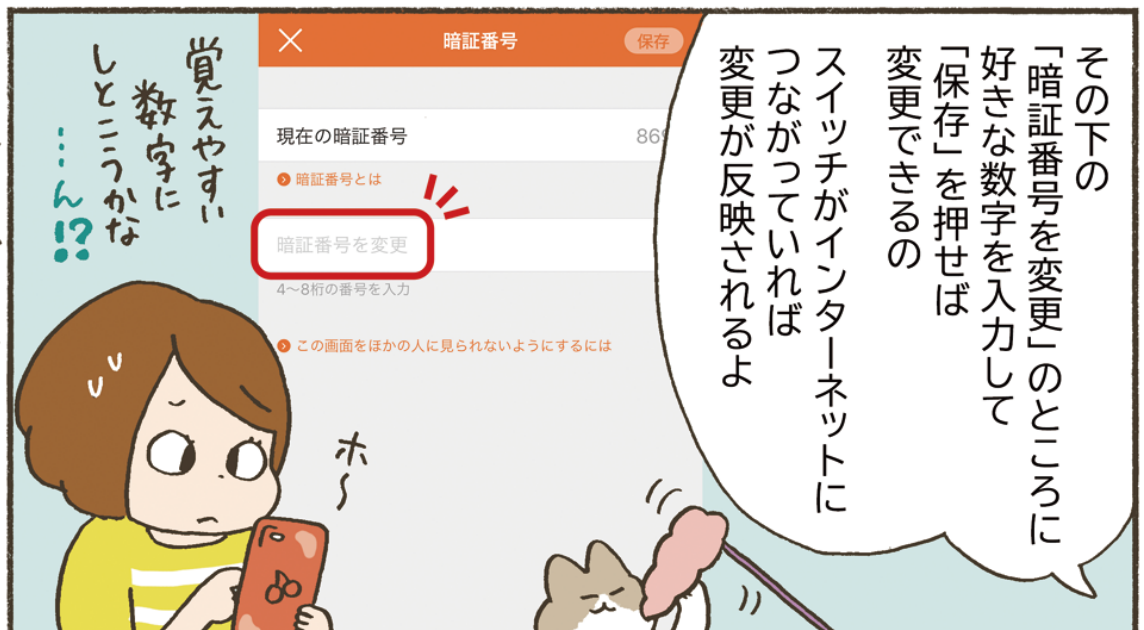 その下の
「暗証番号を変更」のところに
好きな数字を入力して
「保存」を押せば
変更できるの
スイッチがインターネットに
つながっていれば
変更が反映されるよ
暗証番号
保存
現在の暗証番号
869
暗証番号とは
暗証番号を変更
4〜8桁の番号を入力
この画面をほかの人に見られないようにするには
覚えやすい
数字に
しとこうかな
……ん!?
ホ〜